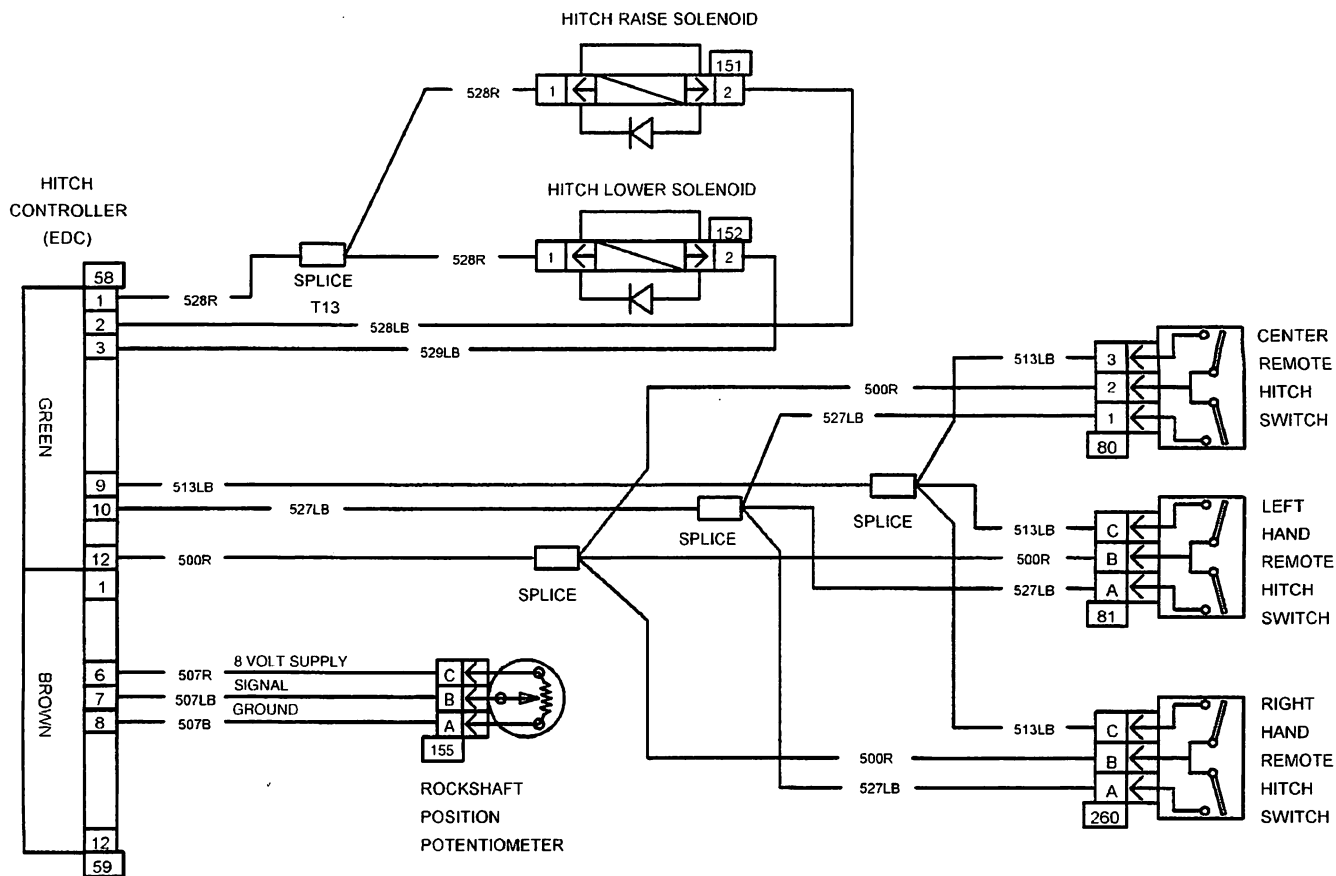 HITCH RAISE SOLENOID
151
528R
1
2
HITCH LOWER SOLENOID
152
528R
1
2
HITCH
CONTROLLER
(EDC)
58
1
528R
SPLICE
T13
2
528LB
3
529LB
GREEN
9
513LB
10
527LB
12
500R
SPLICE
SPLICE
SPLICE
513LB
3
500R
2
527LB
1
80
CENTER
REMOTE
HITCH
SWITCH
513LB
C
500R
B
527LB
A
81
LEFT
HAND
REMOTE
HITCH
SWITCH
513LB
C
500R
B
527LB
A
260
RIGHT
HAND
REMOTE
HITCH
SWITCH
BROWN
1
6
507R
8 VOLT SUPPLY
C
7
507LB
SIGNAL
B
8
507B
GROUND
A
155
ROCKSHAFT
POSITION
POTENTIOMETER
12
59